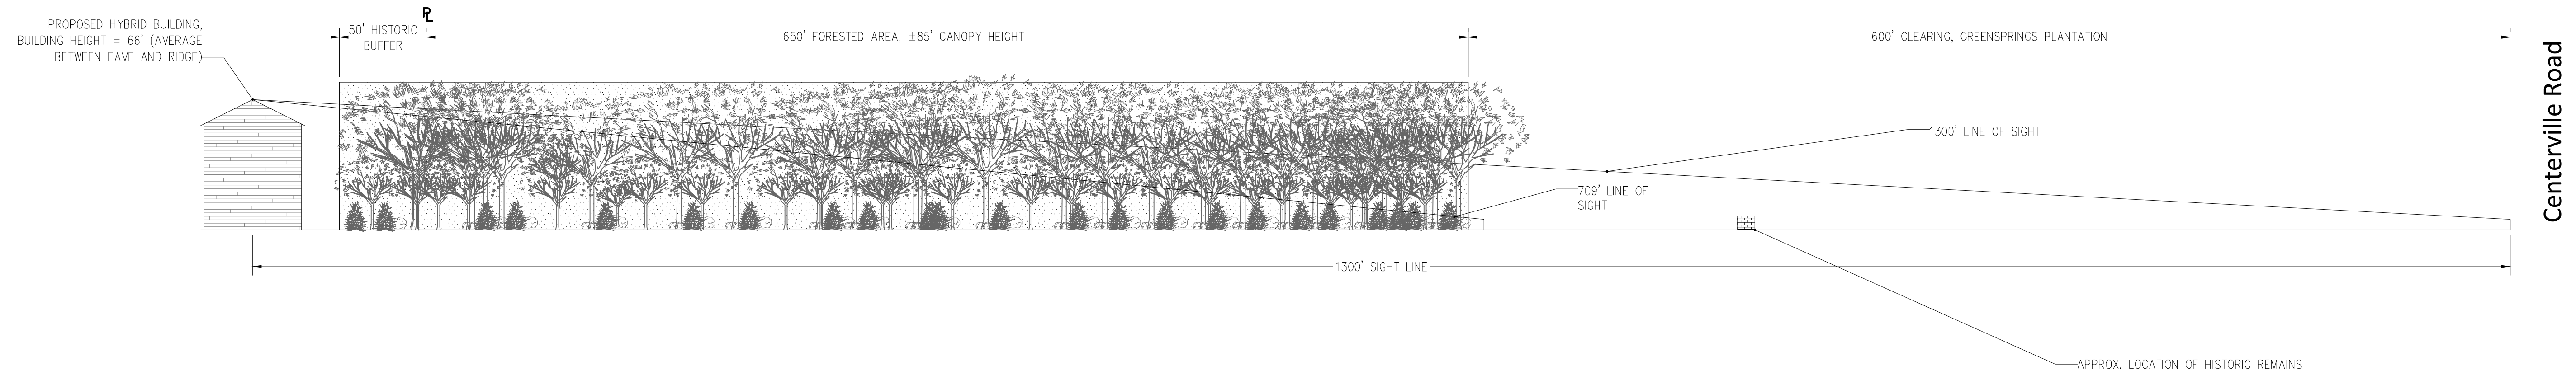 PROPOSED HYBRID BUILDING,
BUILDING HEIGHT = 66' (AVERAGE
BETWEEN EAVE AND RIDGE)
50' HISTORIC
BUFFER
PL
650' FORESTED AREA, ±85' CANOPY HEIGHT
600' CLEARING, GREENSPRINGS PLANTATION
Centerville Road
1300' LINE OF SIGHT
709' LINE OF
SIGHT
1300' SIGHT LINE
APPROX. LOCATION OF HISTORIC REMAINS